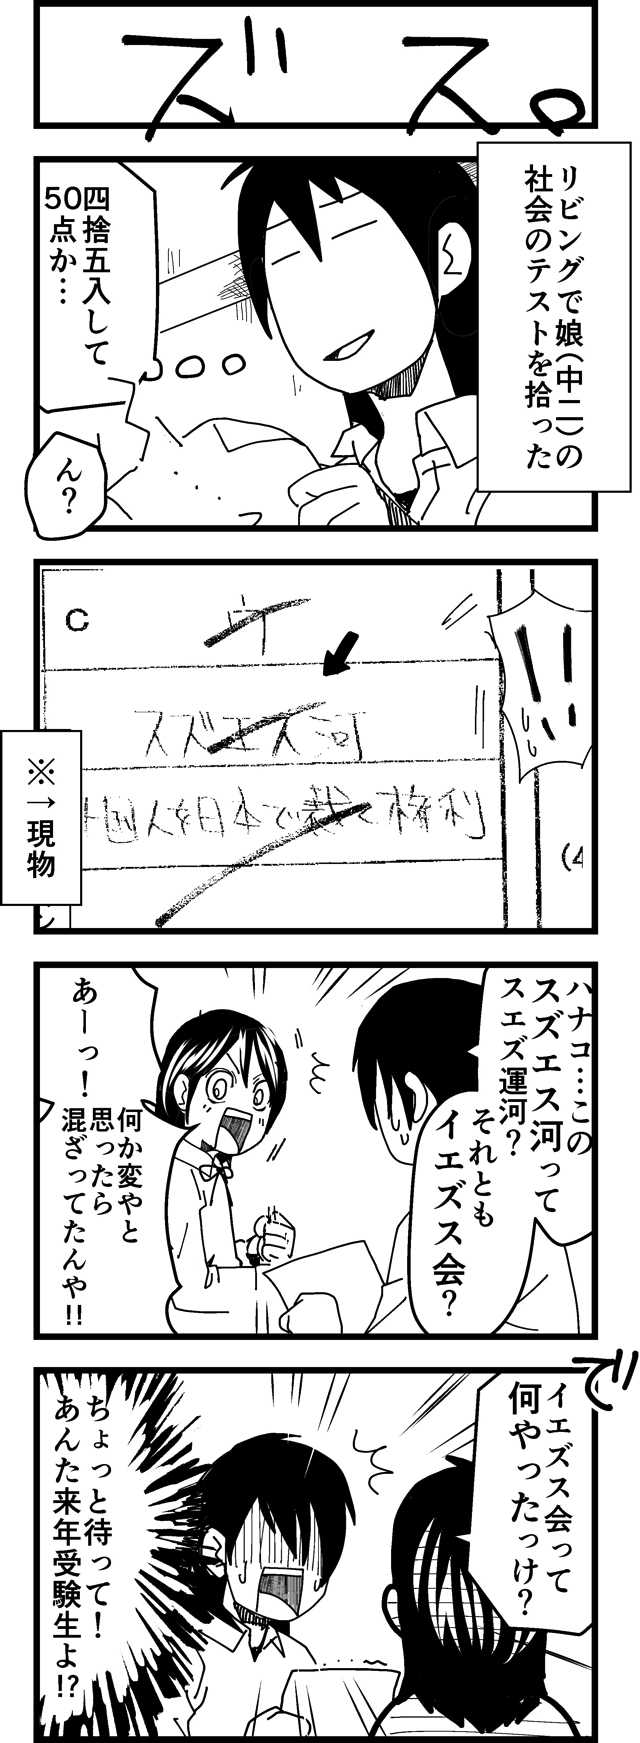 ズス。
リビングで娘(中二)の
社会のテストを拾った
四捨五入して
50点か…
ん?
!!
C
ウ
スズエス河
国人を日本で裁く権利
(4
※→現物
ン
ハナコ…この
スズエス河って
スエズ運河?
それとも
イエズス会?
あーっ!
何か変やと
思ったら
混ざってたんや!!
で
イエズス会って
何やったっけ?
ちょっと待って!
あんた来年受験生よ!?